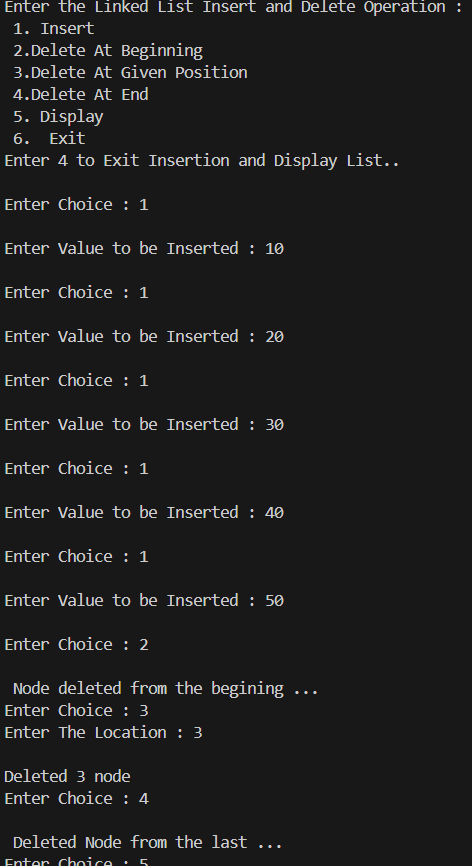 Enter the Linked List Insert and Delete Operation :
1. Insert
2.Delete At Beginning
3.Delete At Given Position
4.Delete At End
5. Display
6.  Exit
Enter 4 to Exit Insertion and Display List..
Enter Choice : 1
Enter Value to be Inserted : 10
Enter Choice : 1
Enter Value to be Inserted : 20
Enter Choice : 1
Enter Value to be Inserted : 30
Enter Choice : 1
Enter Value to be Inserted : 40
Enter Choice : 1
Enter Value to be Inserted : 50
Enter Choice : 2
Node deleted from the begining ...
Enter Choice : 3
Enter The Location : 3
Deleted 3 node
Enter Choice : 4
Deleted Node from the last ...
Enter Choice : 5